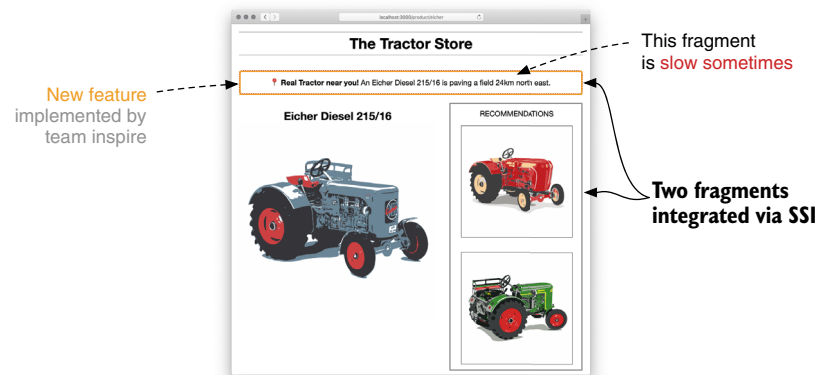 localhost:3000/product/eicher
The Tractor Store
This fragment
is slow sometimes
Real Tractor near you! An Eicher Diesel 215/16 is paving a field 24km north east.
New feature
implemented by
team inspire
Eicher Diesel 215/16
RECOMMENDATIONS
Two fragments
integrated via SSI